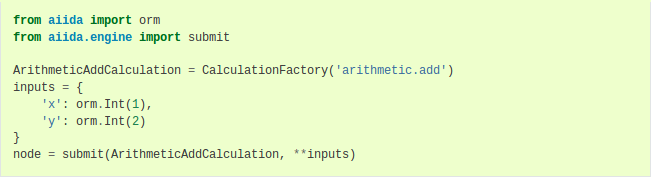 from aiida import orm
from aiida.engine import submit

ArithmeticAddCalculation = CalculationFactory('arithmetic.add')
inputs = {
    'x': orm.Int(1),
    'y': orm.Int(2)
}
node = submit(ArithmeticAddCalculation, **inputs)